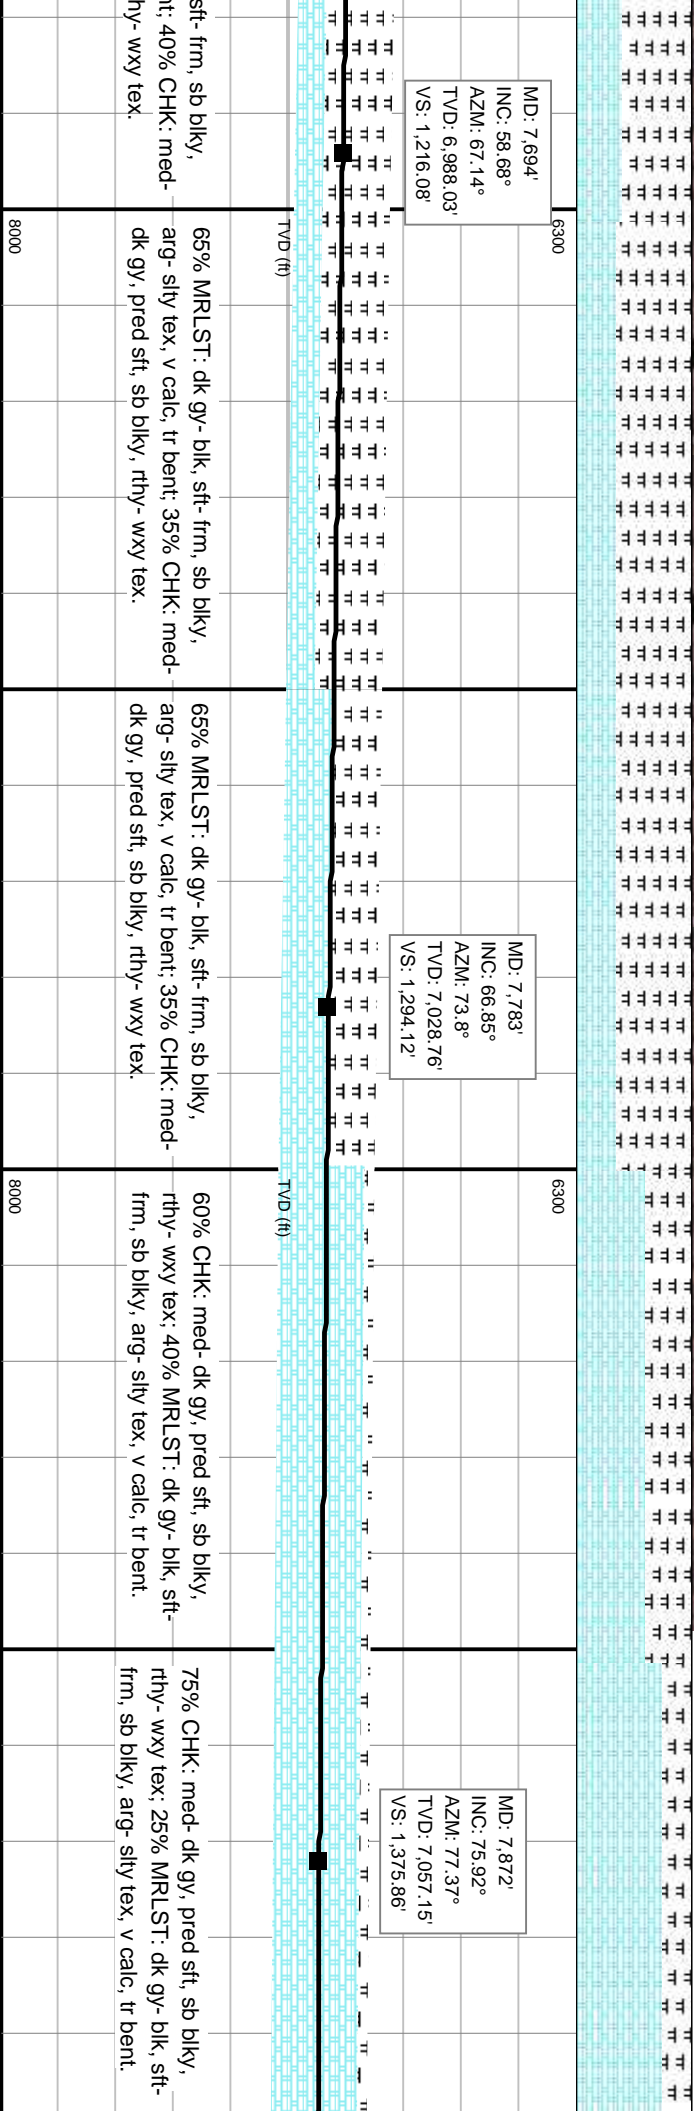 sft- frm, sb blky,
nt; 40% CHK: med-
hy- wxy tex.
MD: 7,694'
INC: 58.68°
AZM: 67.14°
TVD: 6,988.03'
VS: 1,216.08'
6300
TVD (ft)
8000
65% MRLST: dk gy- blk, sft- frm, sb blky,
arg- slty tex, v calc, tr bent; 35% CHK: med-
dk gy, pred sft, sb blky, rthy- wxy tex.
65% MRLST: dk gy- blk, sft- frm, sb blky,
arg- slty tex, v calc, tr bent; 35% CHK: med-
dk gy, pred sft, sb blky, rthy- wxy tex.
MD: 7,783'
INC: 66.85°
AZM: 73.8°
TVD: 7,028.76'
VS: 1,294.12'
6300
TVD (ft)
8000
60% CHK: med- dk gy, pred sft, sb blky,
rthy- wxy tex; 40% MRLST: dk gy- blk, sft-
frm, sb blky, arg- slty tex, v calc, tr bent.
75% CHK: med- dk gy, pred sft, sb blky,
rthy- wxy tex; 25% MRLST: dk gy- blk, sft-
frm, sb blky, arg- slty tex, v calc, tr bent.
MD: 7,872'
INC: 75.92°
AZM: 77.37°
TVD: 7,057.15'
VS: 1,375.86'